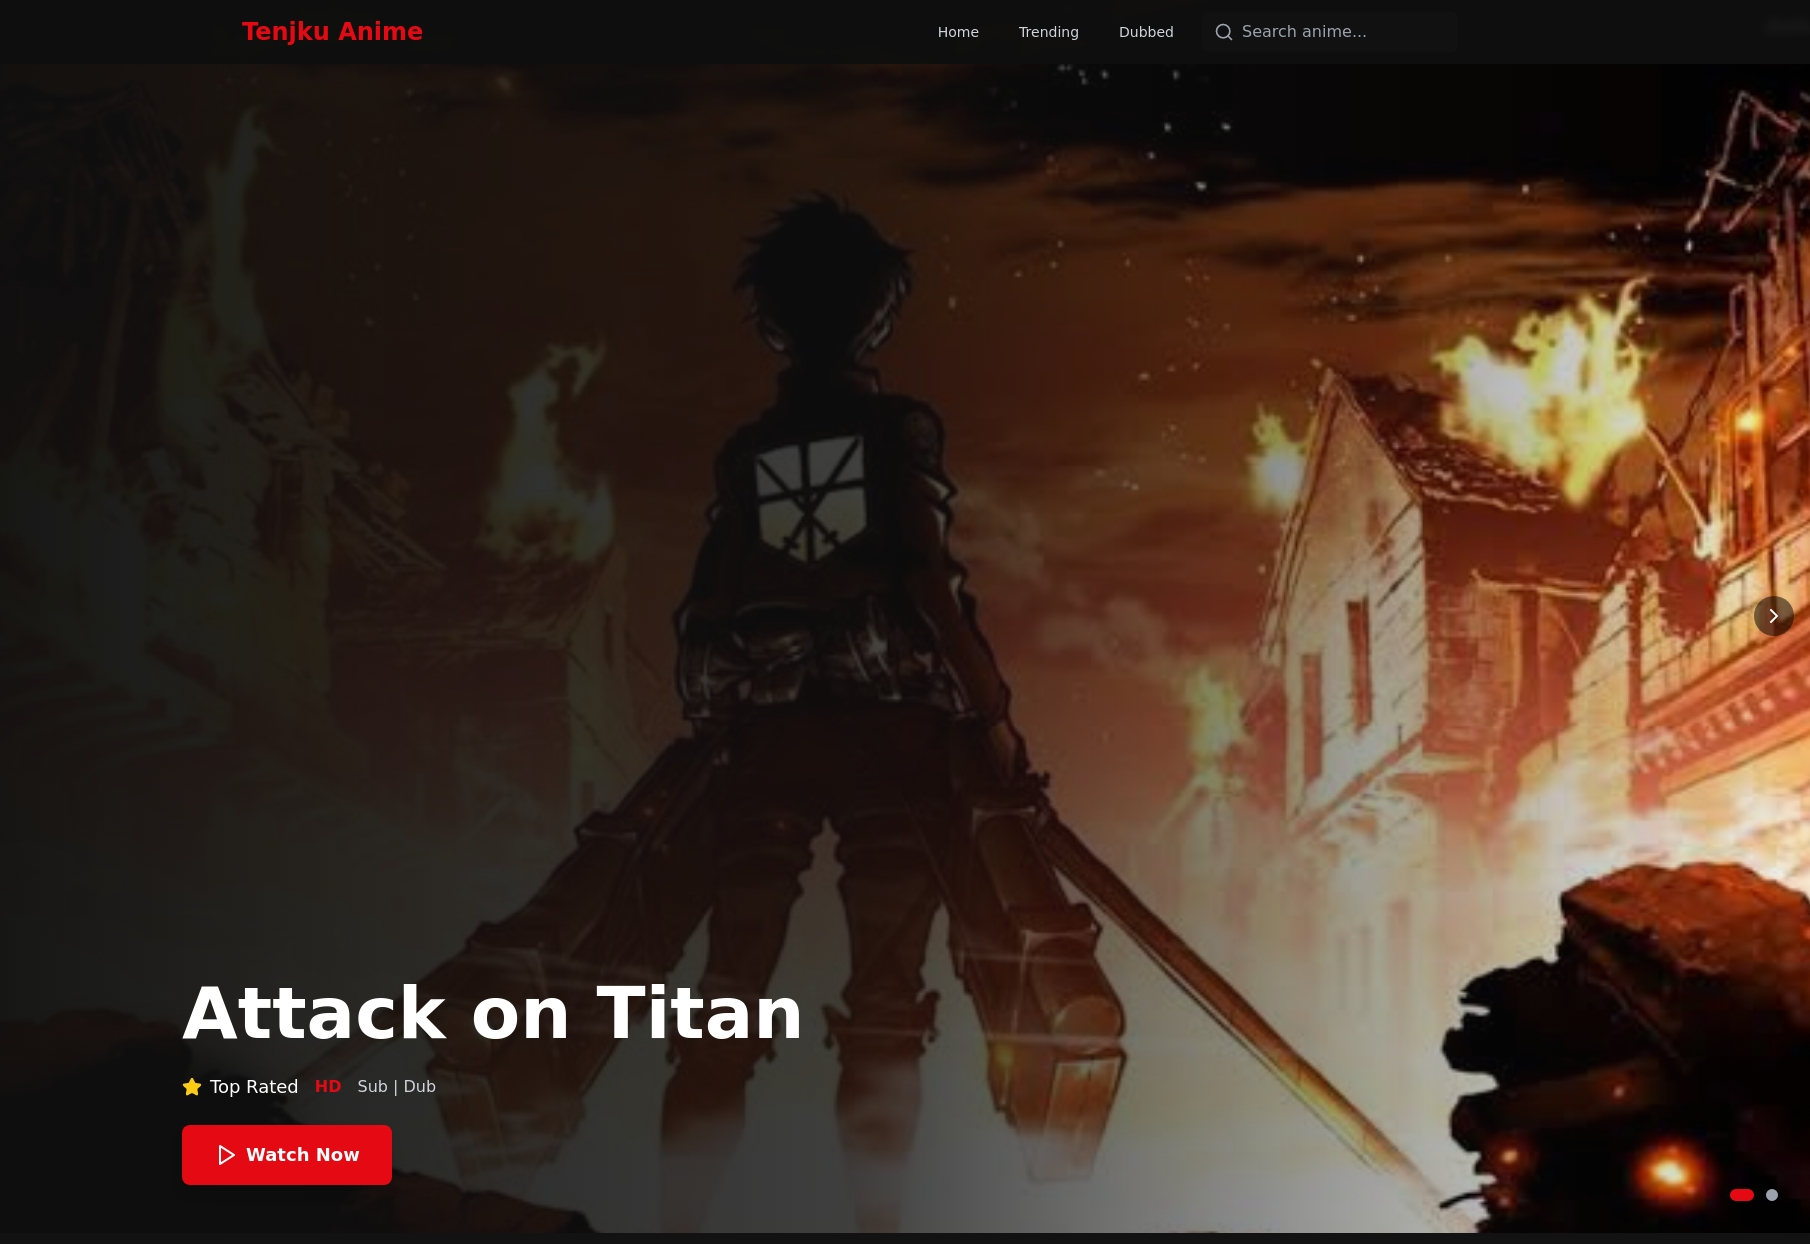 Tenjku Anime
Home
Trending
Dubbed
Search anime...
Attack on Titan
Top Rated HD Sub | Dub
Watch Now